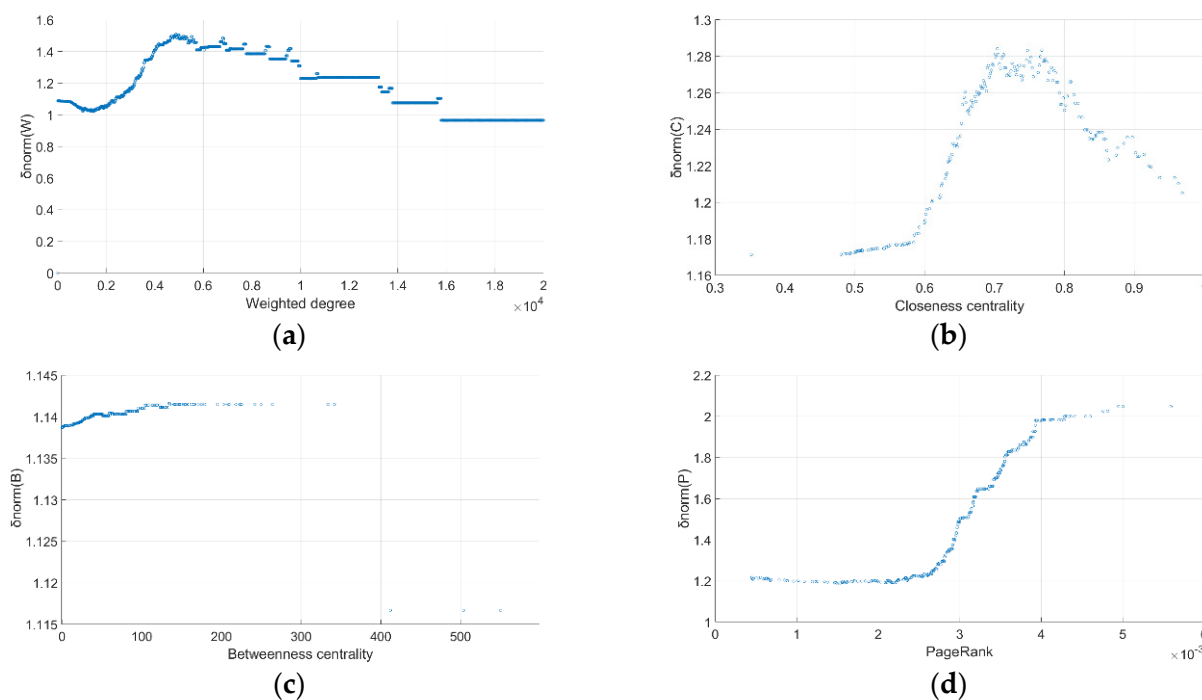 1.6
1.4
1.2
1
0.8
0.6
0.4
0.2
0
δnorm(W)
0 0.2 0.4 0.6 0.8 1 1.2 1.4 1.6 1.8 2
Weighted degree
×10^4
(a)
1.3
1.28
1.26
1.24
1.22
1.2
1.18
1.16
δnorm(C)
0.3 0.4 0.5 0.6 0.7 0.8 0.9
Closeness centrality
(b)
1.145
1.14
1.135
1.13
1.125
1.12
1.115
δnorm(B)
0 100 200 300 400 500
Betweenness centrality
(c)
2.2
2
1.8
1.6
1.4
1.2
1
δnorm(P)
0 1 2 3 4 5
PageRank
×10^-3
(d)